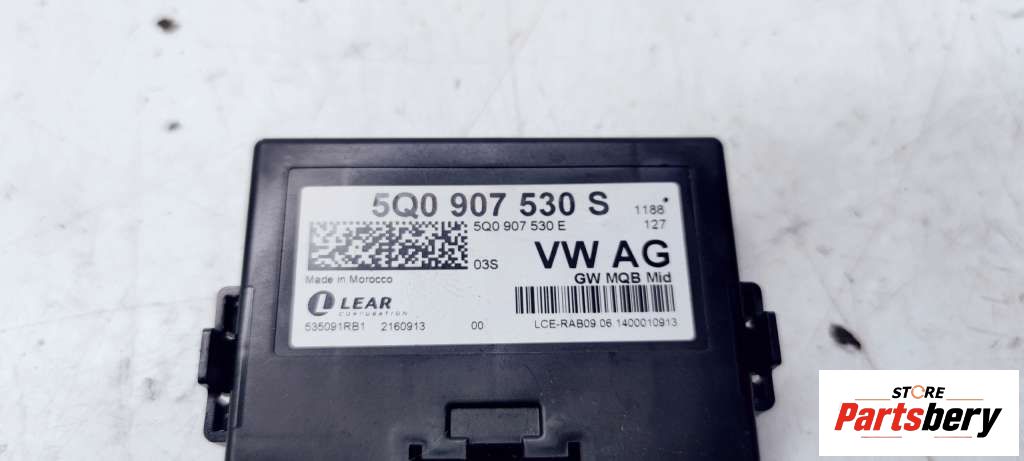 5Q0 907 530 S
1188
5Q0 907 530 E
127
03S
VW AG
Made in Morocco
GW MQB Mid
LEAR
CORPORATION
535091RB1 2160913 00
LCE-RAB09.06.1400010913
STORE
Partsbery